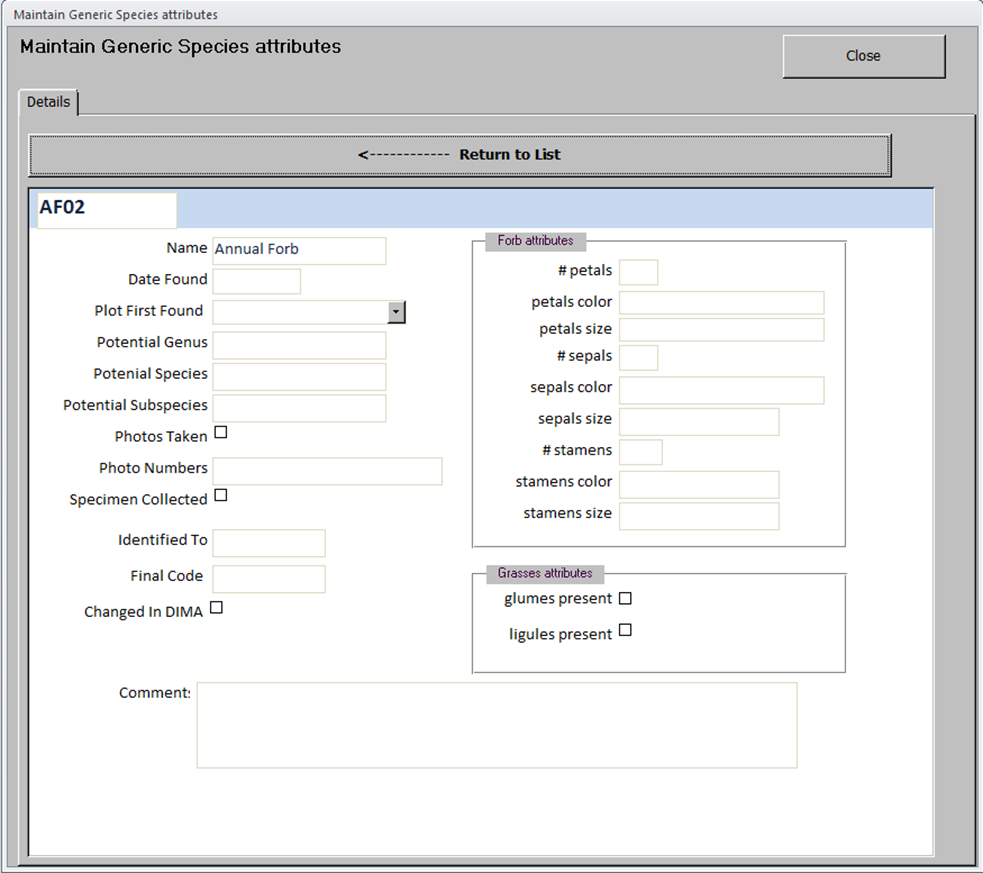 Maintain Generic Species attributes
Maintain Generic Species attributes
Close
Details
<------------ Return to List
AF02
Name Annual Forb
Date Found
Plot First Found
Potential Genus
Potenial Species
Potential Subspecies
Photos Taken
Photo Numbers
Specimen Collected
Identified To
Final Code
Changed In DIMA
Forb attributes
# petals
petals color
petals size
# sepals
sepals color
sepals size
# stamens
stamens color
stamens size
Grasses attributes
glumes present
ligules present
Comment: